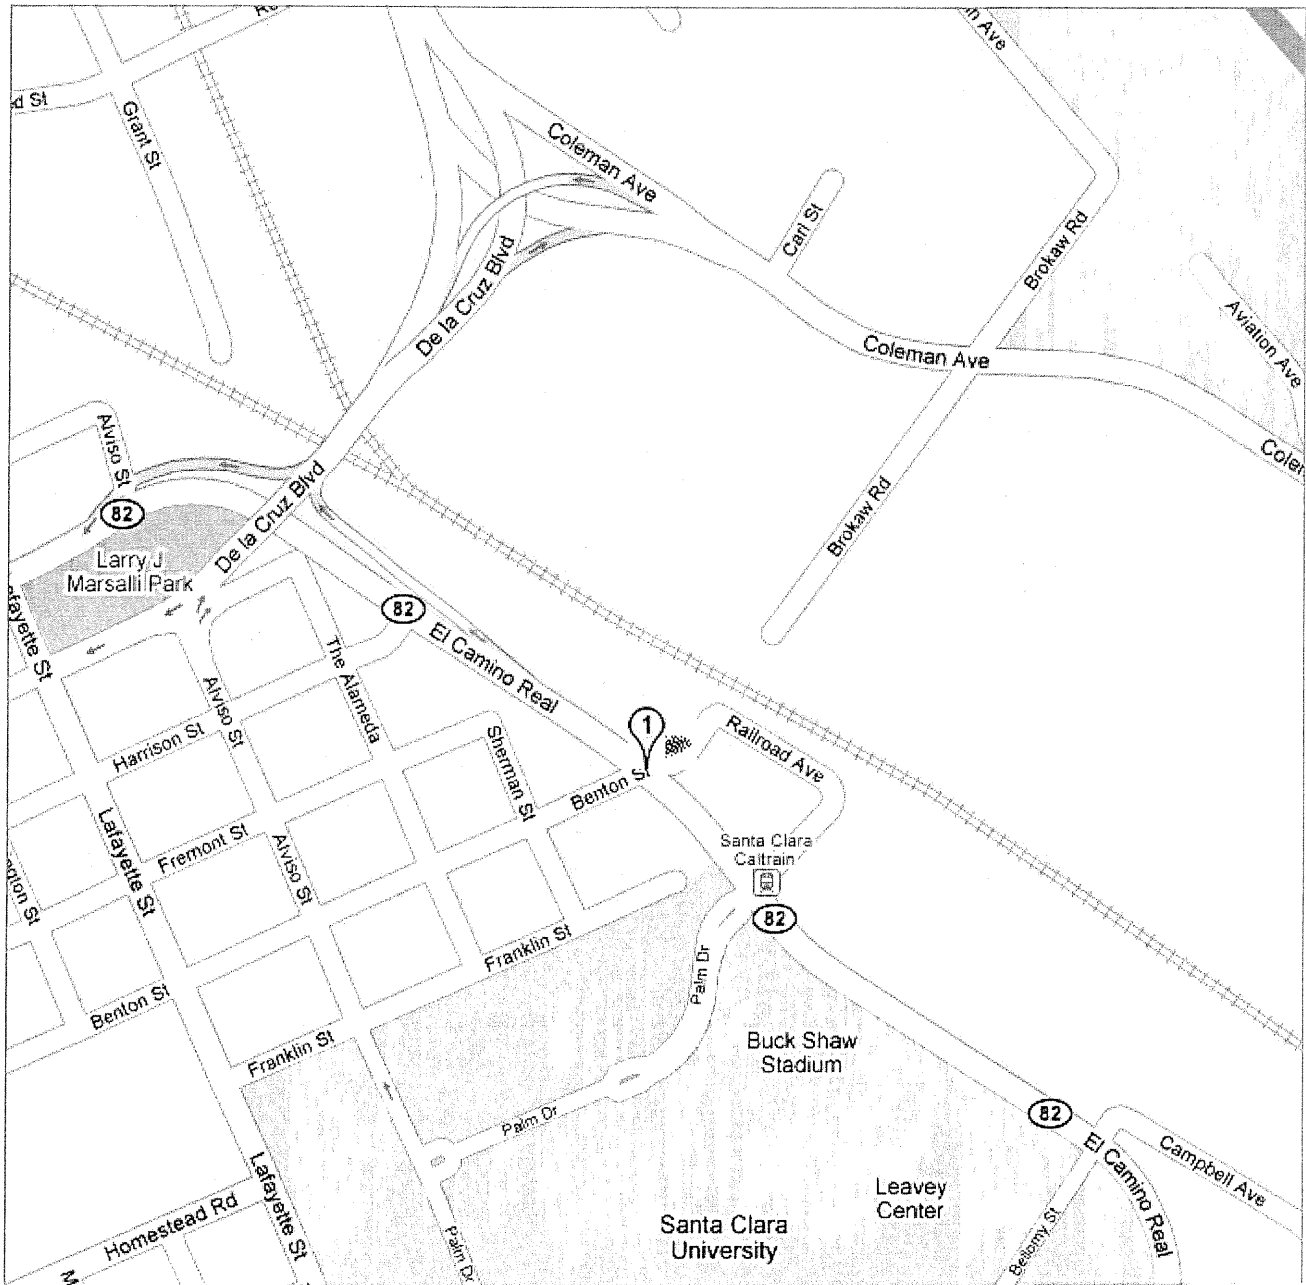 Grant St
Coleman Ave
Carl St
Brokaw Rd
De la Cruz Blvd
Coleman Ave
Aviation Ave
Alviso St
82
De la Cruz Blvd
Brokaw Rd
Larry J
Marsalli Park
82
El Camino Real
The Alameda
Alviso St
Harrison St
1
Railroad Ave
Sherman St
Benton St
Lafayette St
Fremont St
Alviso St
Santa Clara
Caltrain
82
Franklin St
Palm Dr
Benton St
Franklin St
Buck Shaw
Stadium
Palm Dr
82
El Camino Real
Campbell Ave
Lafayette St
Homestead Rd
Leavey
Center
Santa Clara
University
Bellomy St
Palm Dr